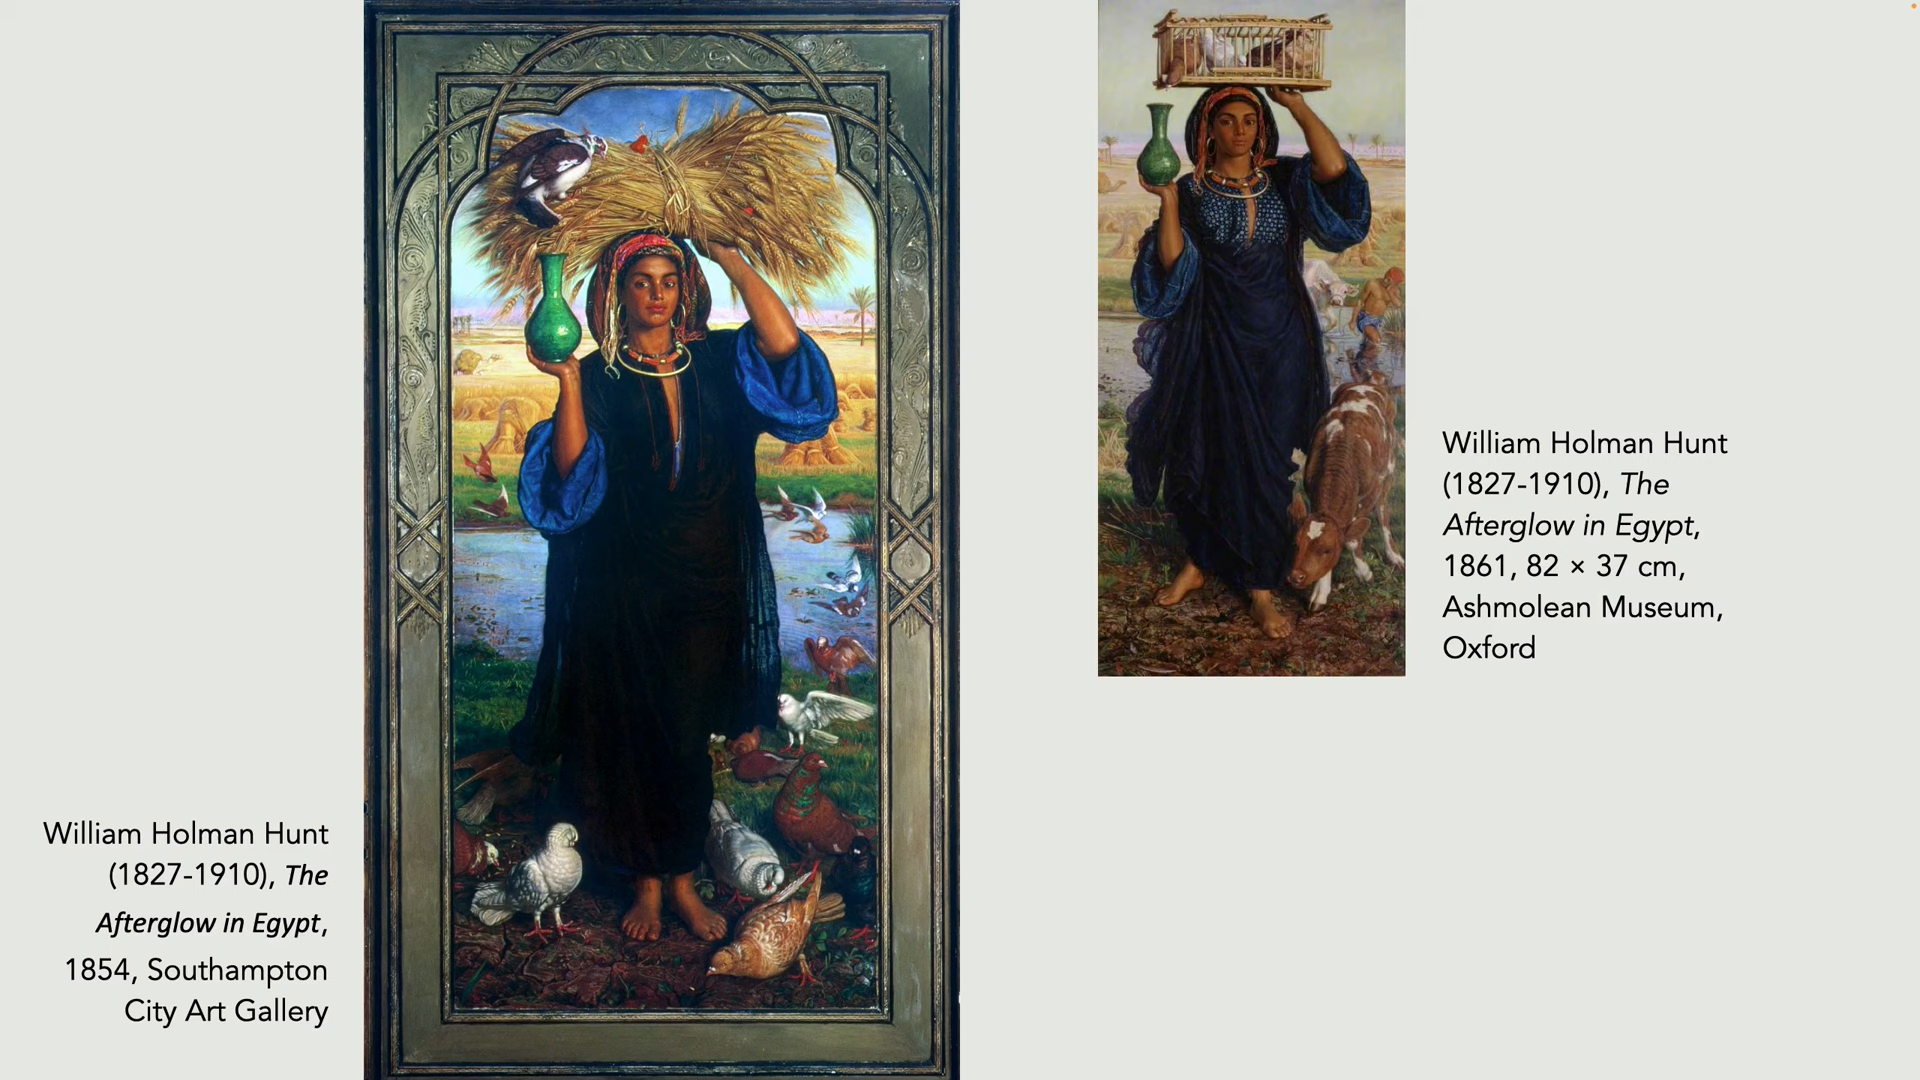 William Holman Hunt
(1827-1910), The
Afterglow in Egypt,
1854, Southampton
City Art Gallery
William Holman Hunt
(1827-1910), The
Afterglow in Egypt,
1861, 82 × 37 cm,
Ashmolean Museum,
Oxford